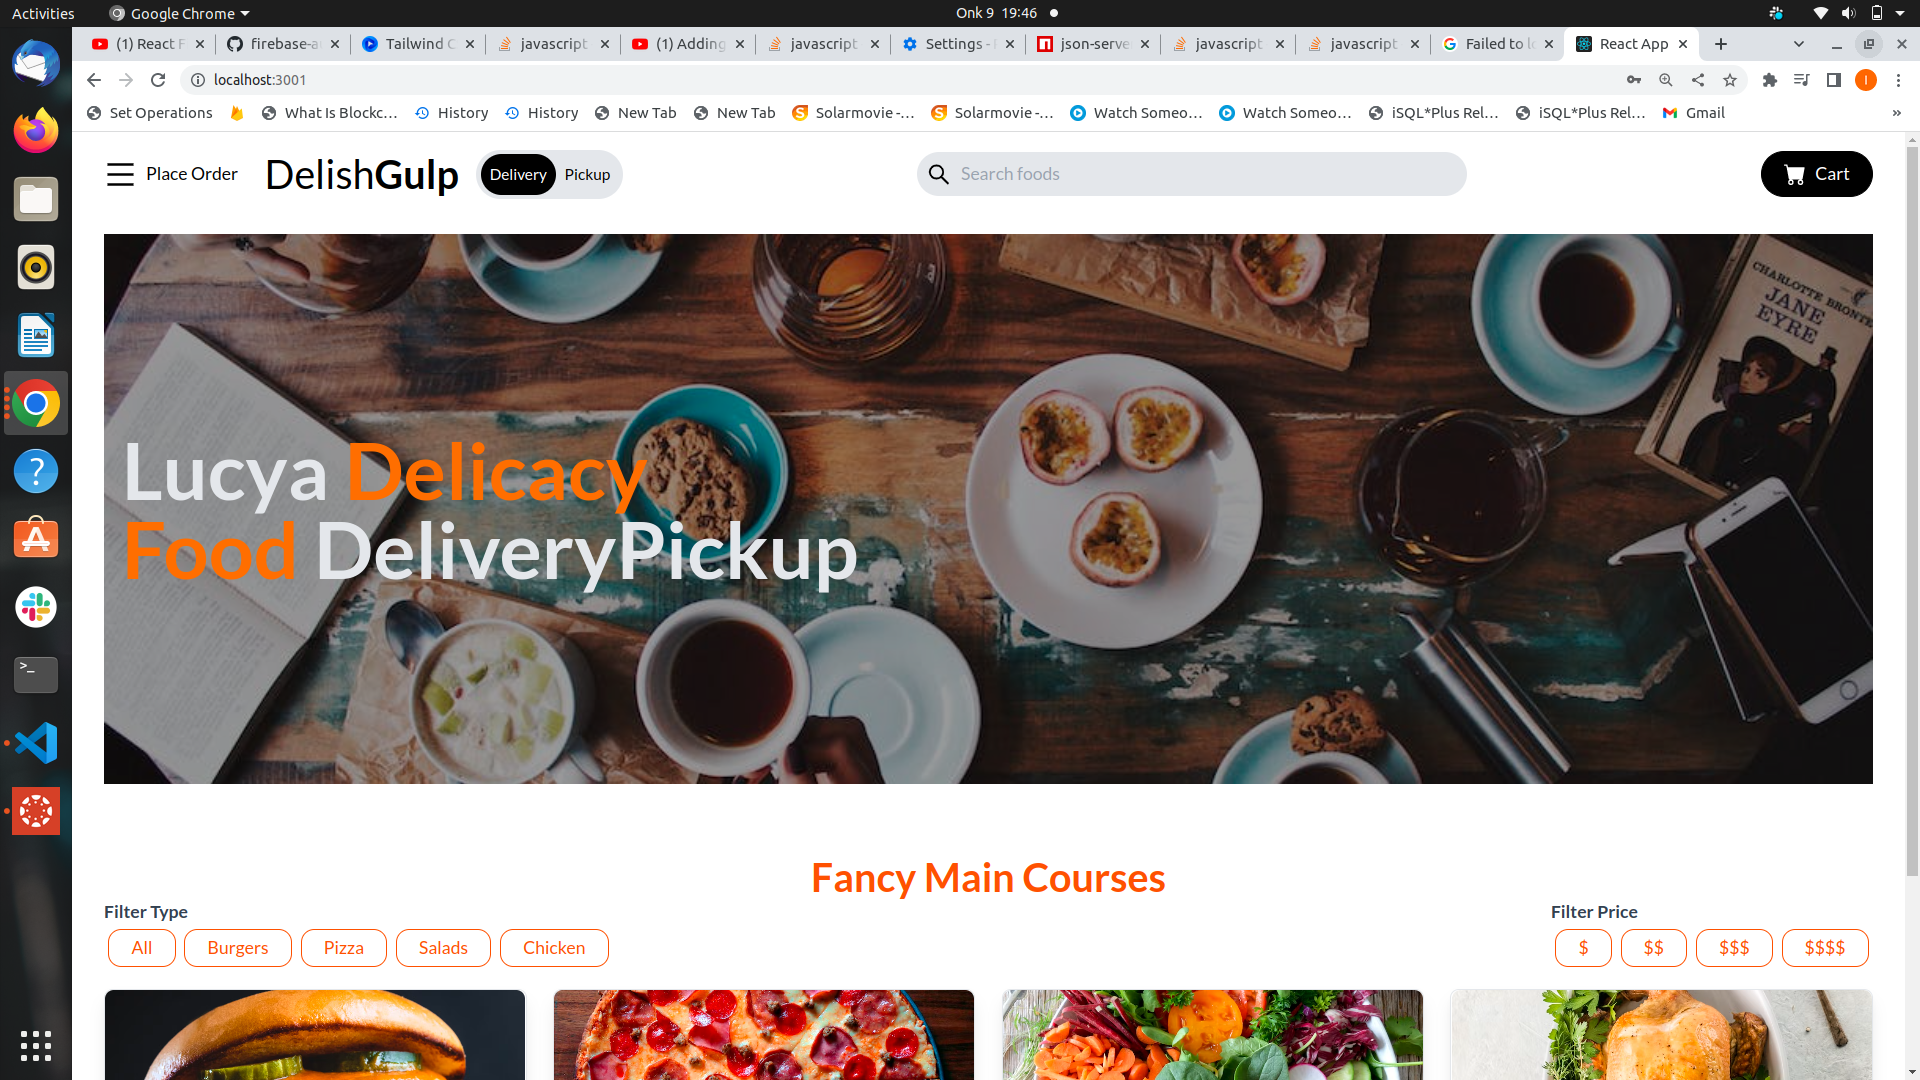 Activities
Google Chrome
Onk 9 19:46
(1) React F
firebase-a
Tailwind C
javascript
(1) Adding
javascript
Settings -
json-serve
javascript
javascript
Failed to l
React App
localhost:3001
Set Operations
What Is Blockc...
History
History
New Tab
New Tab
Solarmovie -...
Solarmovie -...
Watch Someo...
Watch Someo...
iSQL*Plus Rel...
iSQL*Plus Rel...
Gmail
»
Place Order
DelishGulp
Delivery
Pickup
Search foods
Cart
CHARLOTTE BRONTE
JANE
EYRE
Lucya Delicacy
Food DeliveryPickup
Fancy Main Courses
Filter Type
Filter Price
All
Burgers
Pizza
Salads
Chicken
$
$$
$$$
$$$$